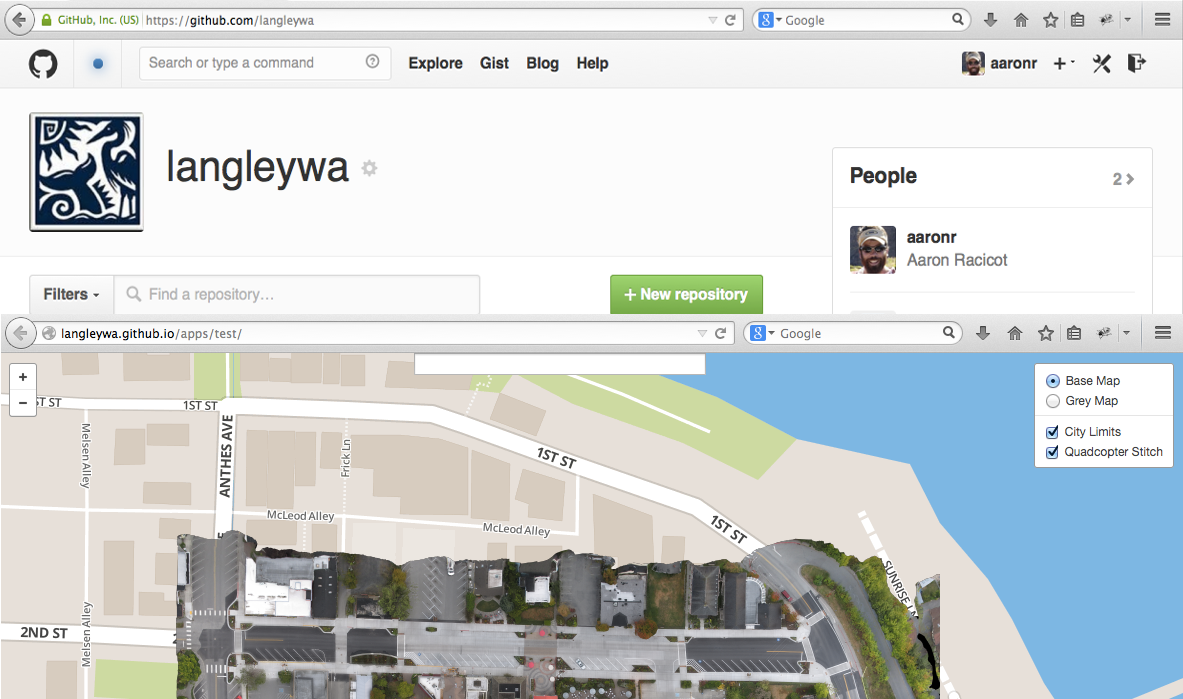 GitHub, Inc. (US) https://github.com/langleywa
Google
Search or type a command
Explore Gist Blog Help
aaronr
langleywa
People 2
aaronr
Aaron Racicot
Filters
Find a repository...
+ New repository
langleywa.github.io/apps/test/
Google
+
−
Base Map
Grey Map
City Limits
Quadcopter Stitch
ST ST
1ST ST
ANTHES AVE
Melsen Alley
Frick Ln
1ST ST
McLeod Alley
McLeod Alley
1ST ST
SUNRISE LN
2ND ST
2
Melsen Alley